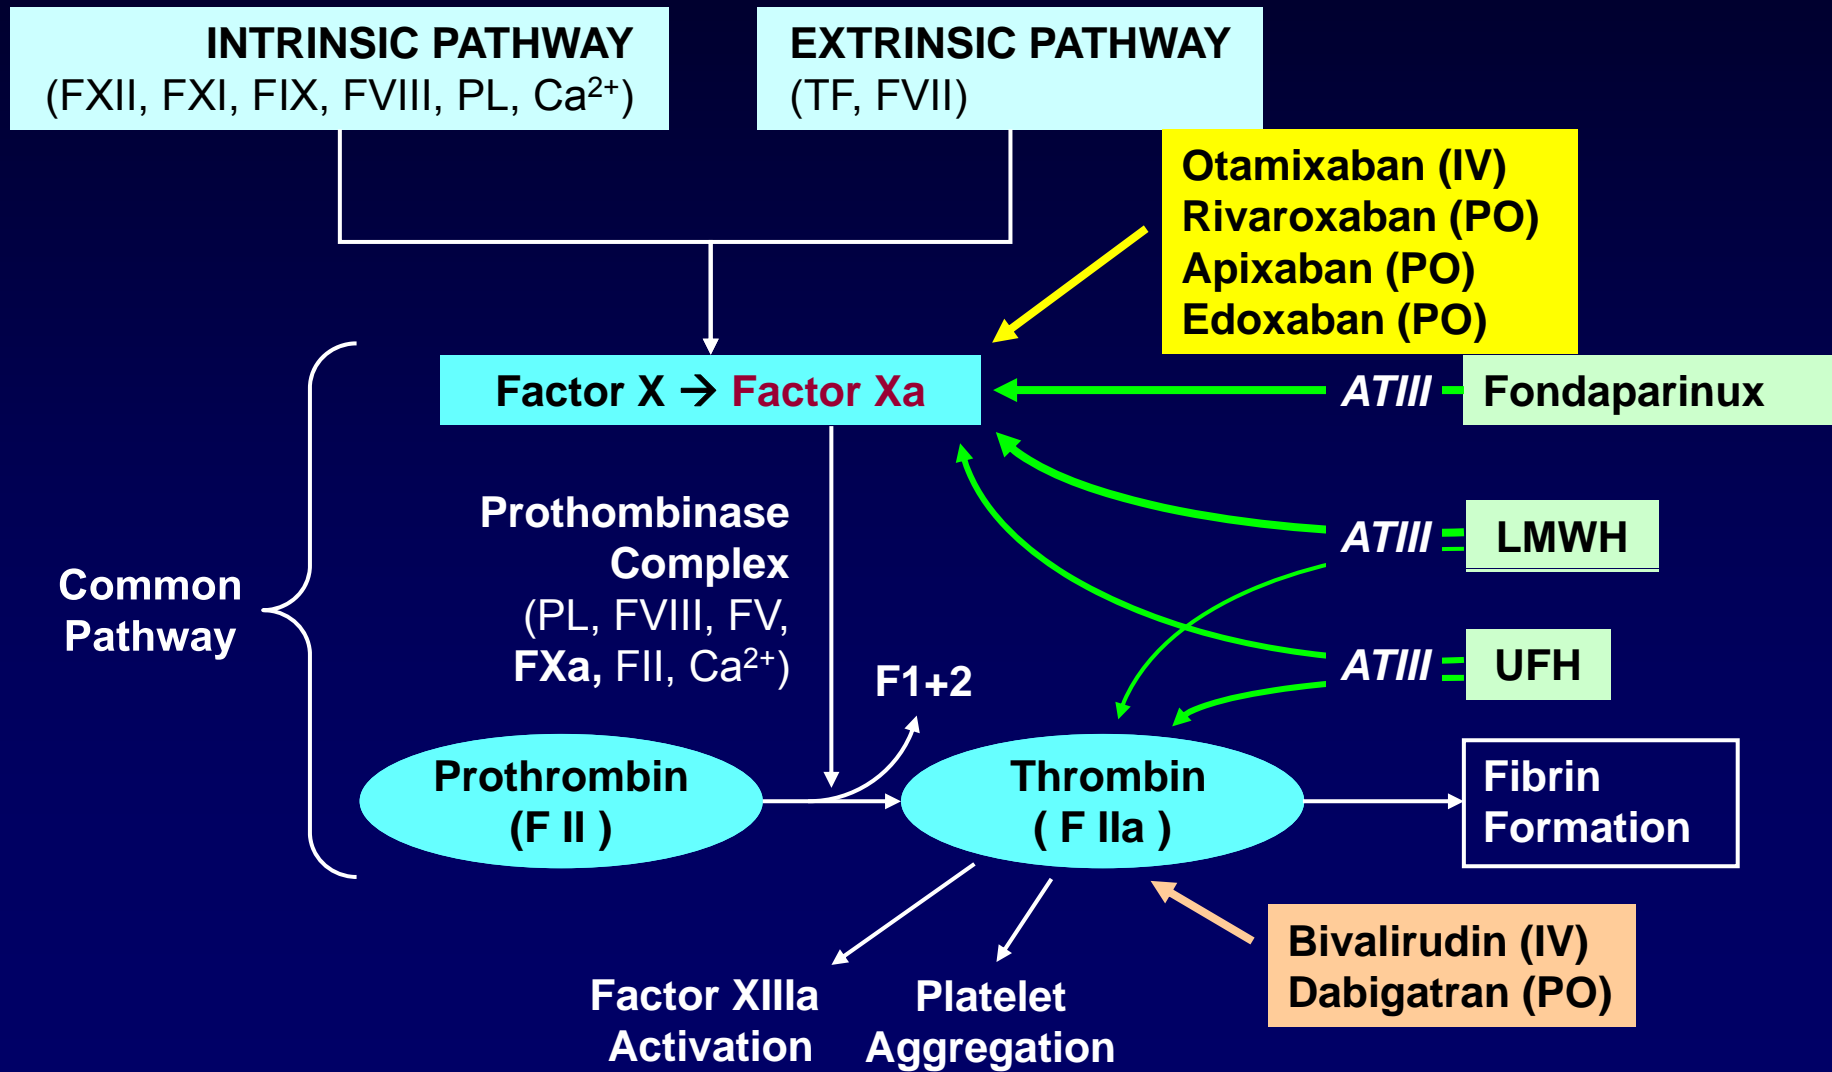 INTRINSIC PATHWAY
(FXII, FXI, FIX, FVIII, PL, Ca²⁺)
EXTRINSIC PATHWAY
(TF, FVII)
Otamixaban (IV)
Rivaroxaban (PO)
Apixaban (PO)
Edoxaban (PO)
Factor X → Factor Xa
ATIII
Fondaparinux
Prothombinase
Complex
(PL, FVIII, FV,
FXa, FII, Ca²⁺)
ATIII
LMWH
Common
Pathway
ATIII
UFH
F1+2
Prothrombin
(F II )
Thrombin
( F IIa )
Fibrin
Formation
Bivalirudin (IV)
Dabigatran (PO)
Factor XIIIa
Activation
Platelet
Aggregation